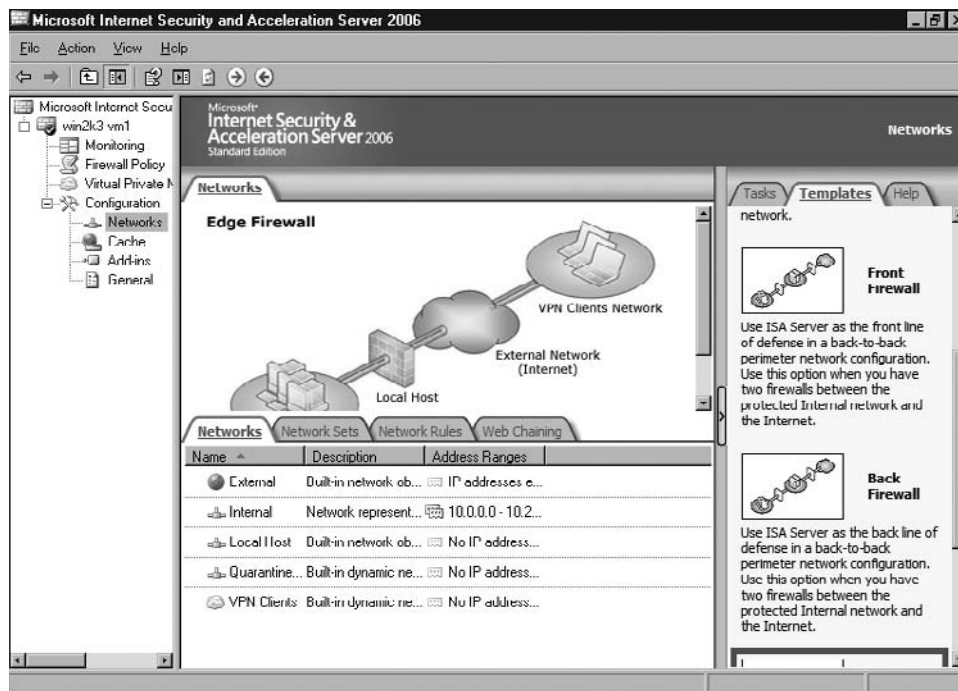 Microsoft Internet Security and Acceleration Server 2006
File Action View Help
Microsoft Internet Secu
win2k3 vm1
Monitoring
Firewall Policy
Virtual Private N
Configuration
Networks
Cache
Add-ins
General
Microsoft
Internet Security &
Acceleration Server 2006
Standard Edition
Networks
Networks
Edge Firewall
VPN Clients Network
External Network
(Internet)
Local Host
Networks Network Sets Network Rules Web Chaining
Name Description Address Ranges
External Built-in network ob... IP addresses e...
Internal Network represent... 10.0.0.0 - 10.2...
Local Host Built-in network ob... No IP address...
Quarantine... Built-in dynamic ne... No IP address...
VPN Clients Built-in dynamic ne... No IP address...
Tasks Templates Help
network.
Front
Firewall
Use ISA Server as the front line
of defense in a back-to-back
perimeter network configuration.
Use this option when you have
two firewalls between the
protected Internal network and
the Internet.
Back
Firewall
Use ISA Server as the back line of
defense in a back-to-back
perimeter network configuration.
Use this option when you have
two firewalls between the
protected Internal network and
the Internet.